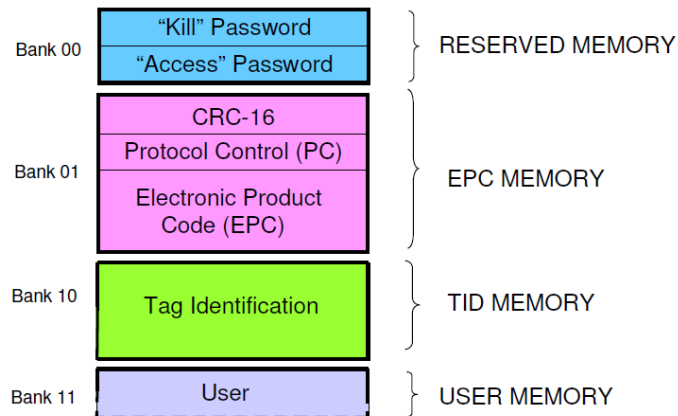 Bank 00
“Kill” Password
“Access” Password
RESERVED MEMORY
Bank 01
CRC-16
Protocol Control (PC)
Electronic Product
Code (EPC)
EPC MEMORY
Bank 10
Tag Identification
TID MEMORY
Bank 11
User
USER MEMORY